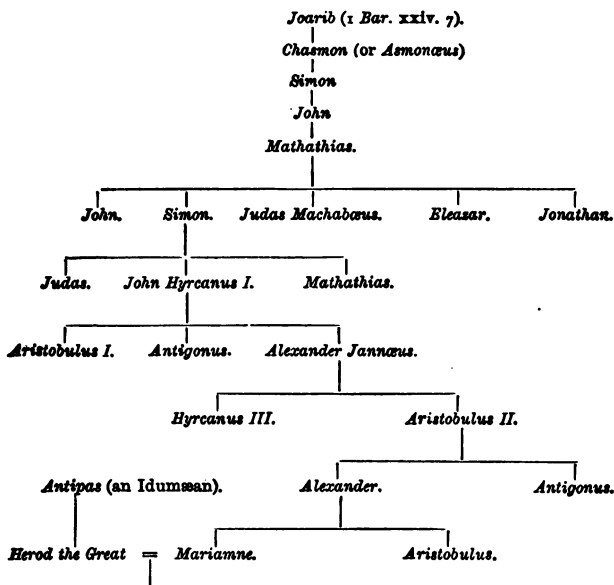 Joarib (1 Bar. xxiv. 7).
Chasmon (or Asmonæus)
Simon
John
Mathathias.
John. Simon. Judas Machabæus. Eleazar. Jonathan.
Judas. John Hyrcanus I. Mathathias.
Aristobulus I. Antigonus. Alexander Jannæus.
Hyrcanus III. Aristobulus II.
Antipas (an Idumæan). Alexander. Antigonus.
Herod the Great = Mariamne. Aristobulus.